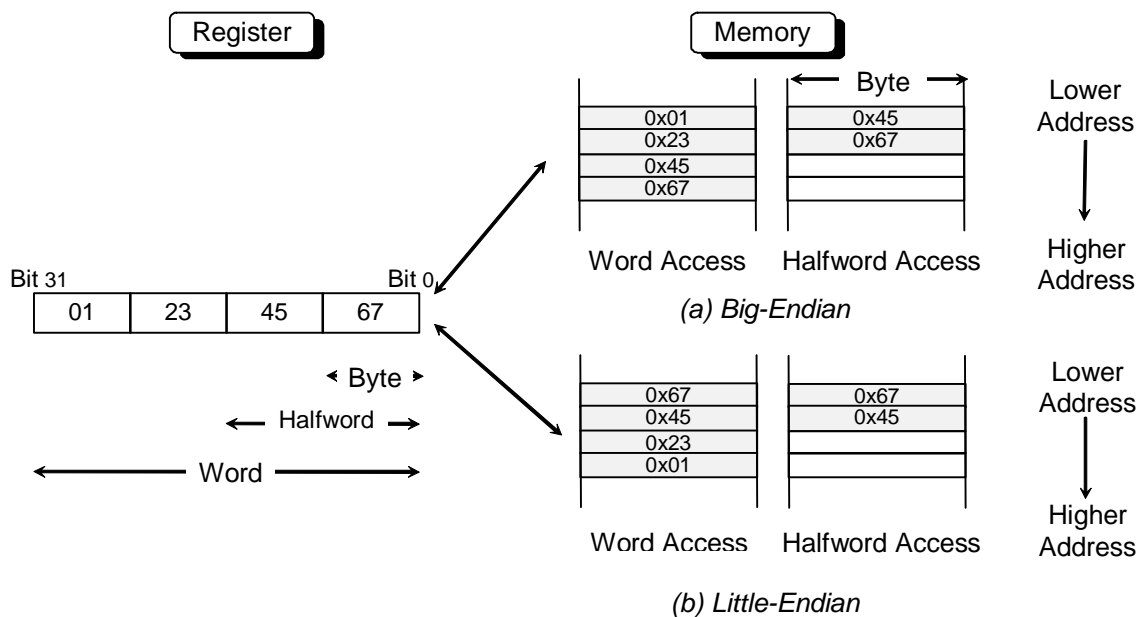 Register
Memory
Byte
0x01
0x23
0x45
0x67
0x45
0x67
Word Access
Halfword Access
Lower
Address
Higher
Address
(a) Big-Endian
Bit 31
Bit 0
01 23 45 67
Byte
Halfword
Word
0x67
0x45
0x23
0x01
0x67
0x45
Word Access
Halfword Access
Lower
Address
Higher
Address
(b) Little-Endian